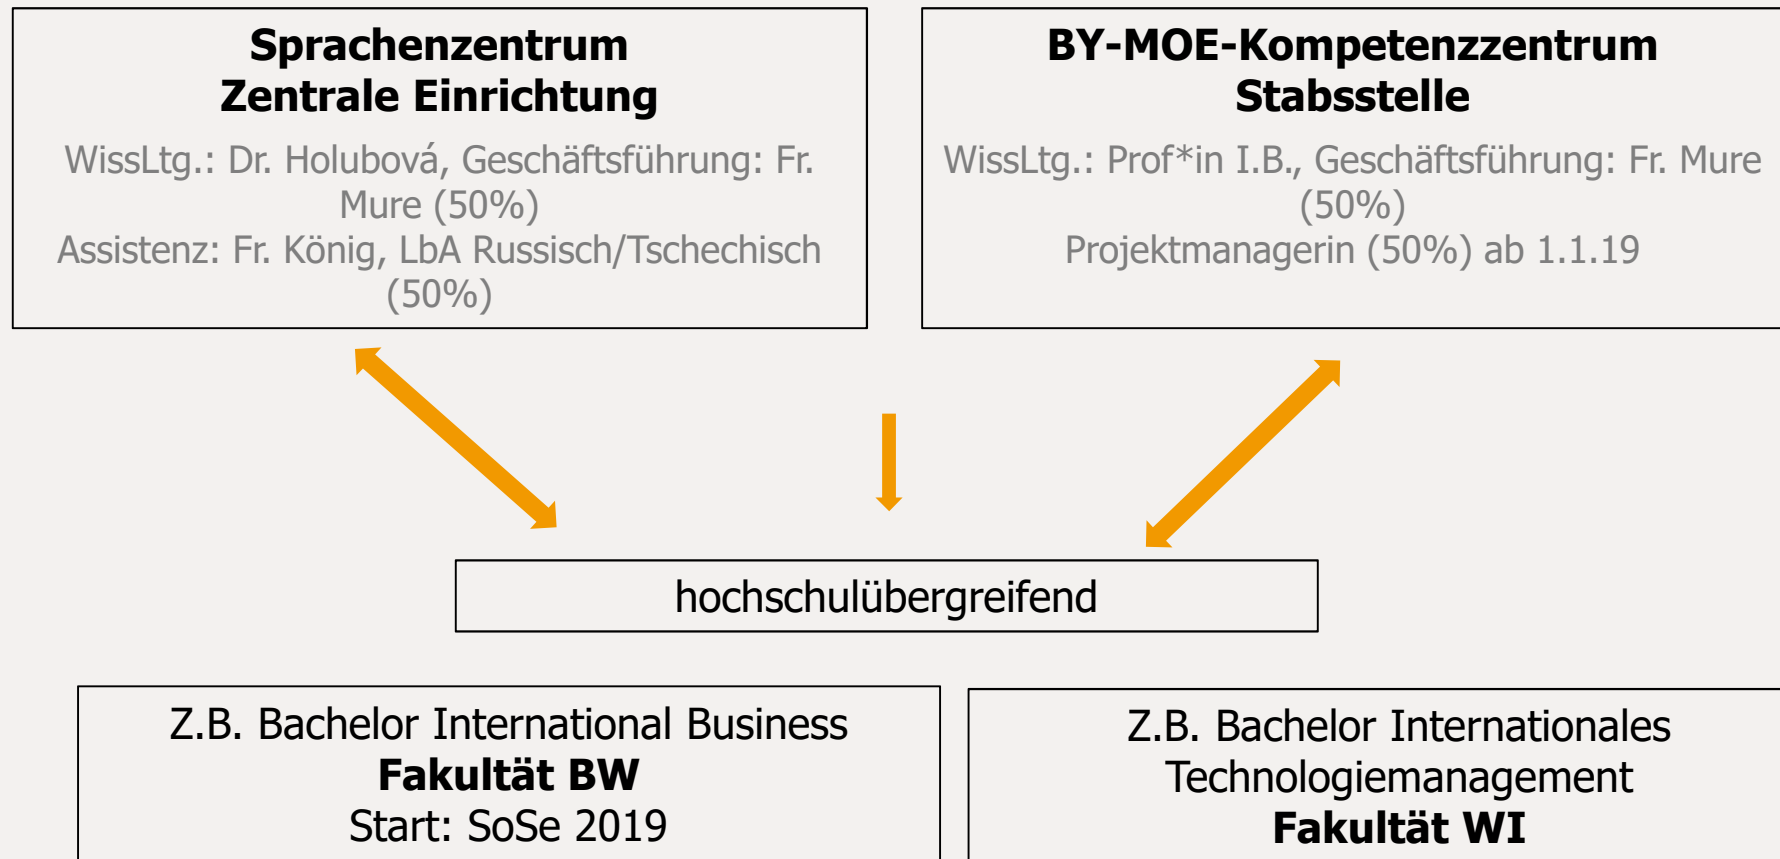 Sprachenzentrum
Zentrale Einrichtung
WissLtg.: Dr. Holubová, Geschäftsführung: Fr.
Mure (50%)
Assistenz: Fr. König, LbA Russisch/Tschechisch
(50%)
BY-MOE-Kompetenzzentrum
Stabsstelle
WissLtg.: Prof*in I.B., Geschäftsführung: Fr. Mure
(50%)
Projektmanagerin (50%) ab 1.1.19
hochschulübergreifend
Z.B. Bachelor International Business
Fakultät BW
Start: SoSe 2019
Z.B. Bachelor Internationales
Technologiemanagement
Fakultät WI